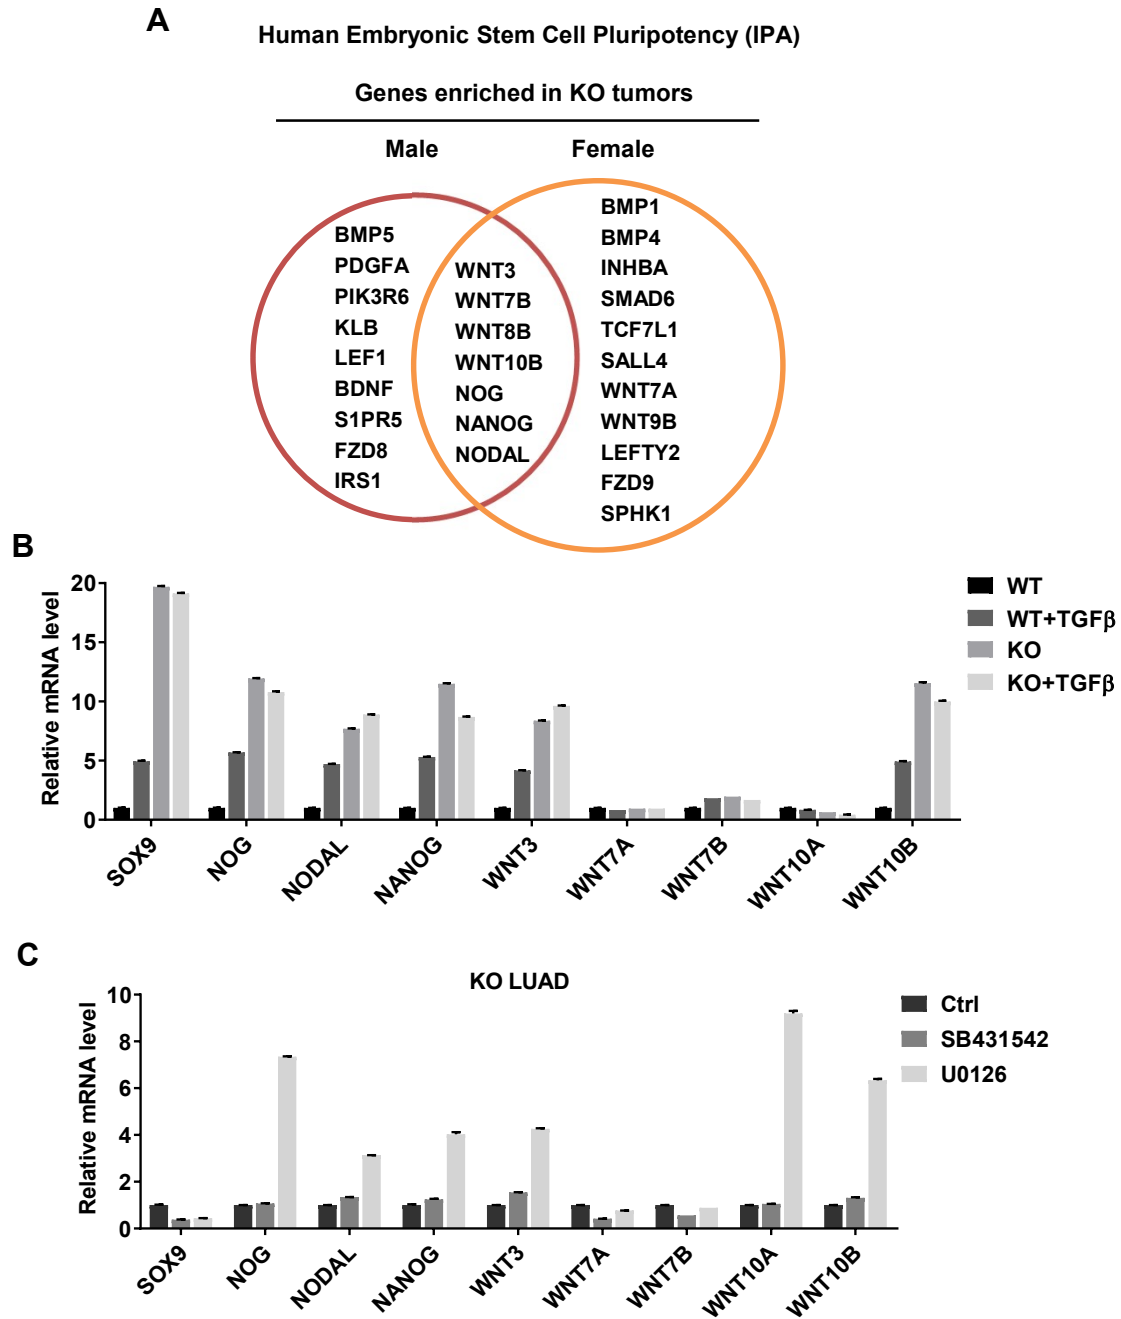 A
Human Embryonic Stem Cell Pluripotency (IPA)
Genes enriched in KO tumors
Male
Female
BMP5
PDGFA
PIK3R6
KLB
LEF1
BDNF
S1PR5
FZD8
IRS1
WNT3
WNT7B
WNT8B
WNT10B
NOG
NANOG
NODAL
BMP1
BMP4
INHBA
SMAD6
TCF7L1
SALL4
WNT7A
WNT9B
LEFTY2
FZD9
SPHK1
B
Relative mRNA level
20
15
10
5
0
SOX9
NOG
NODAL
NANOG
WNT3
WNT7A
WNT7B
WNT10A
WNT10B
WT
WT+TGFβ
KO
KO+TGFβ
C
KO LUAD
Relative mRNA level
10
8
6
4
2
0
SOX9
NOG
NODAL
NANOG
WNT3
WNT7A
WNT7B
WNT10A
WNT10B
Ctrl
SB431542
U0126